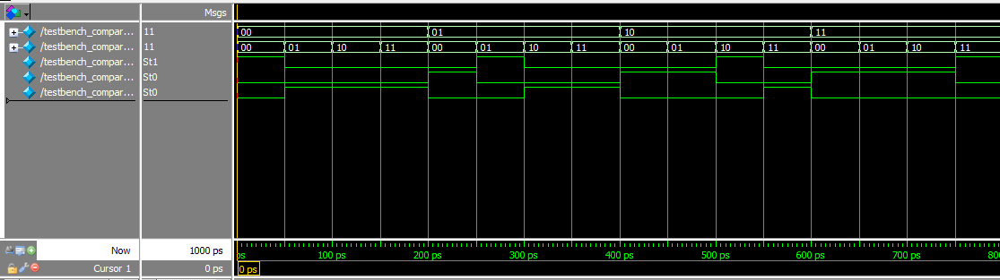 Msgs
/testbench_compar... 11 00 01 10 11
/testbench_compar... 11 00 01 10 11 00 01 10 11 00 01 10 11 00 01 10 11
/testbench_compar... St1
/testbench_compar... St0
/testbench_compar... St0
Now 1000 ps ps 100 ps 200 ps 300 ps 400 ps 500 ps 600 ps 700 ps 800
Cursor 1 0 ps 0 ps